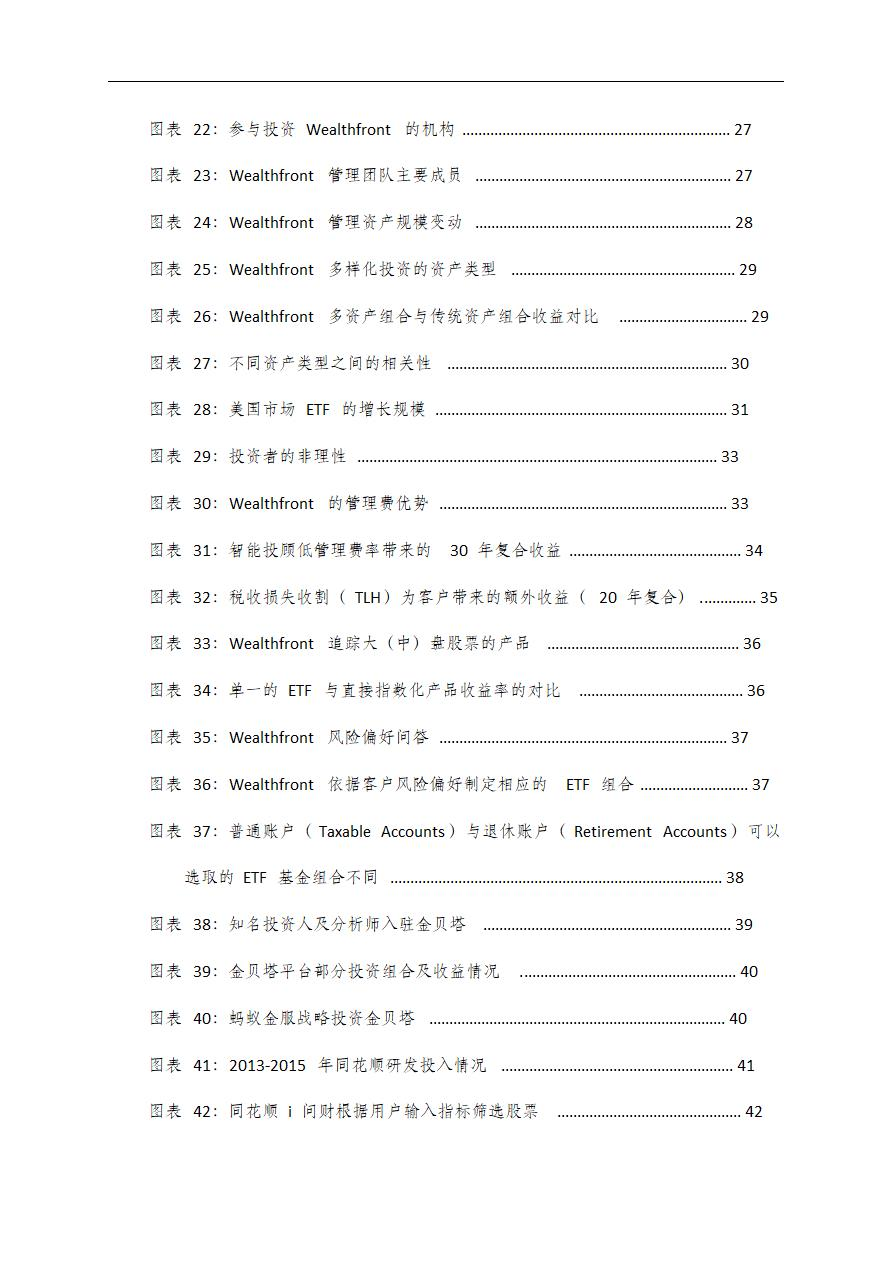 图表 22：参与投资 Wealthfront 的机构 .................................................................... 27
图表 23：Wealthfront 管理团队主要成员 ................................................................. 27
图表 24：Wealthfront 管理资产规模变动 ................................................................. 28
图表 25：Wealthfront 多样化投资的资产类型 ......................................................... 29
图表 26：Wealthfront 多资产组合与传统资产组合收益对比 ................................ 29
图表 27：不同资产类型之间的相关性 ....................................................................... 30
图表 28：美国市场 ETF 的增长规模 .......................................................................... 31
图表 29：投资者的非理性 ........................................................................................... 33
图表 30：Wealthfront 的管理费优势 ......................................................................... 33
图表 31：智能投顾低管理费率带来的 30 年复合收益 ........................................... 34
图表 32：税收损失收割（ TLH）为客户带来的额外收益（ 20 年复合） .............. 35
图表 33：Wealthfront 追踪大（中）盘股票的产品 ................................................ 36
图表 34：单一的 ETF 与直接指数化产品收益率的对比 ......................................... 36
图表 35：Wealthfront 风险偏好问答 ......................................................................... 37
图表 36：Wealthfront 依据客户风险偏好制定相应的 ETF 组合 ........................... 37
图表 37：普通账户（ Taxable Accounts）与退休账户（ Retirement Accounts）可以
选取的 ETF 基金组合不同 ................................................................................... 38
图表 38：知名投资人及分析师入驻金贝塔 .............................................................. 39
图表 39：金贝塔平台部分投资组合及收益情况 ...................................................... 40
图表 40：蚂蚁金服战略投资金贝塔 .......................................................................... 40
图表 41：2013-2015 年同花顺研发投入情况 .......................................................... 41
图表 42：同花顺 i 问财根据用户输入指标筛选股票 .............................................. 42